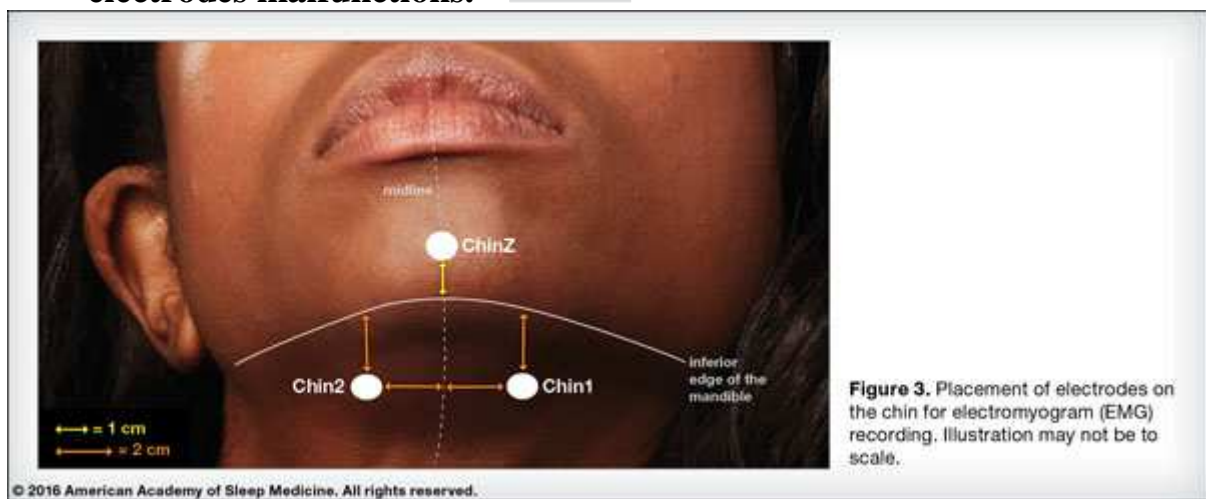 electrodes malfunctions.
midline
ChinZ
Chin2
Chin1
inferior
edge of the
mandible
= 1 cm
= 2 cm
Figure 3. Placement of electrodes on
the chin for electromyogram (EMG)
recording. Illustration may not be to
scale.
© 2016 American Academy of Sleep Medicine. All rights reserved.